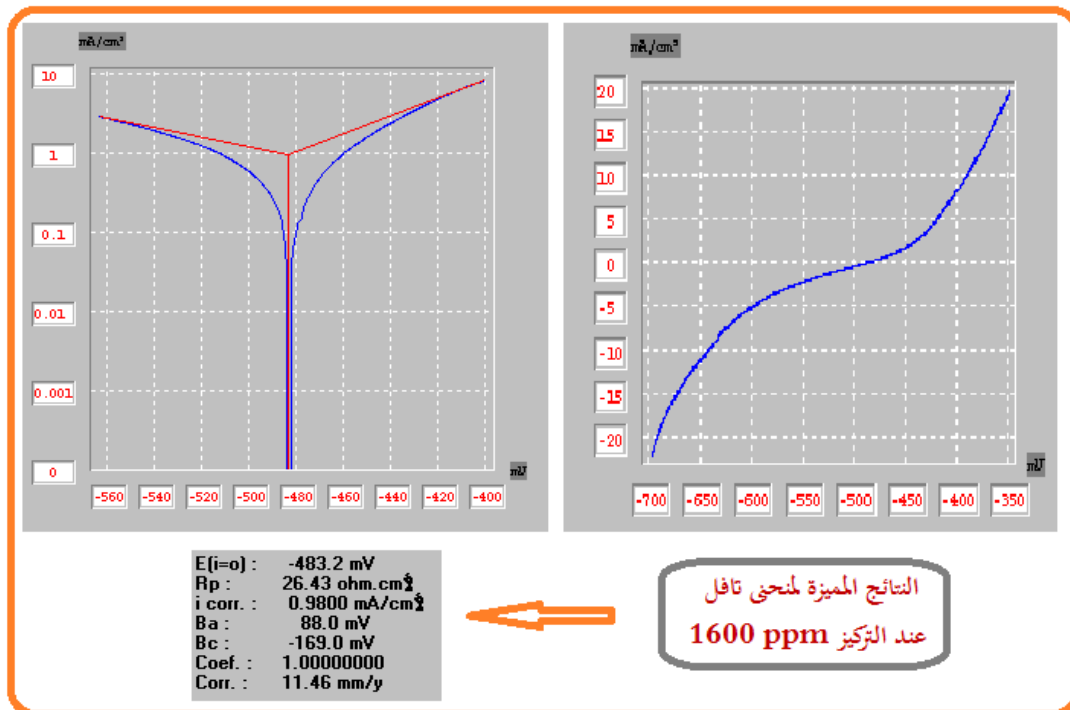 mA/cm²
10
1
0.1
0.01
0.001
0
mV
-560 -540 -520 -500 -480 -460 -440 -420 -400
mA/cm²
20
15
10
5
0
-5
-10
-15
-20
mV
-700 -650 -600 -550 -500 -450 -400 -350
E(i=o) : -483.2 mV
Rp : 26.43 ohm.cm²
i corr. : 0.9800 mA/cm²
Ba : 88.0 mV
Bc : -169.0 mV
Coef. : 1.00000000
Corr. : 11.46 mm/y
النتائج المميزة لمنحنى تافل
عند التركيز 1600 ppm